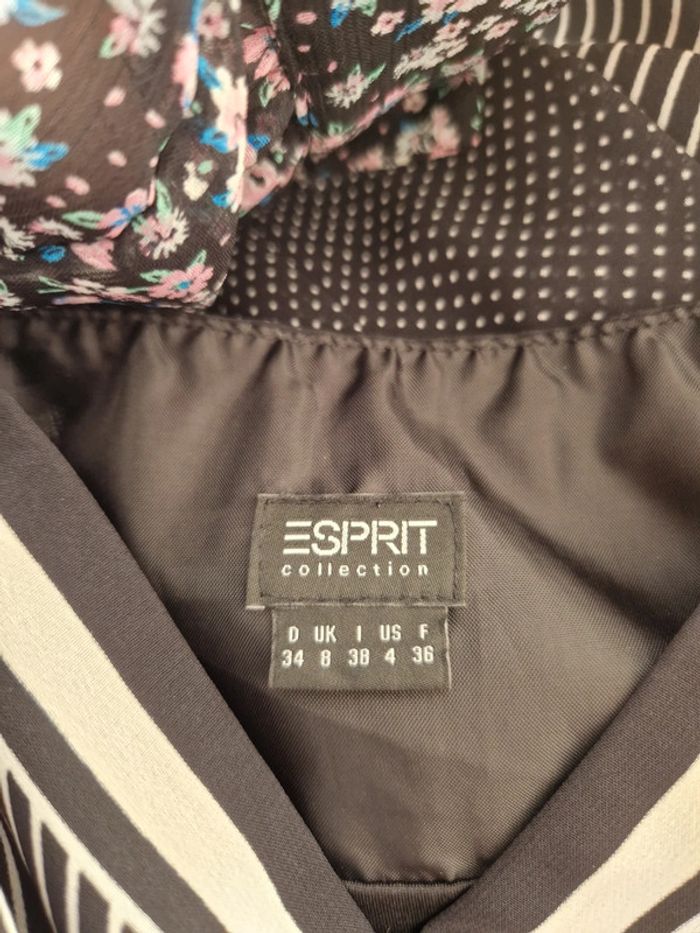 ESPRIT
collection
D UK I US F
34 8 38 4 36